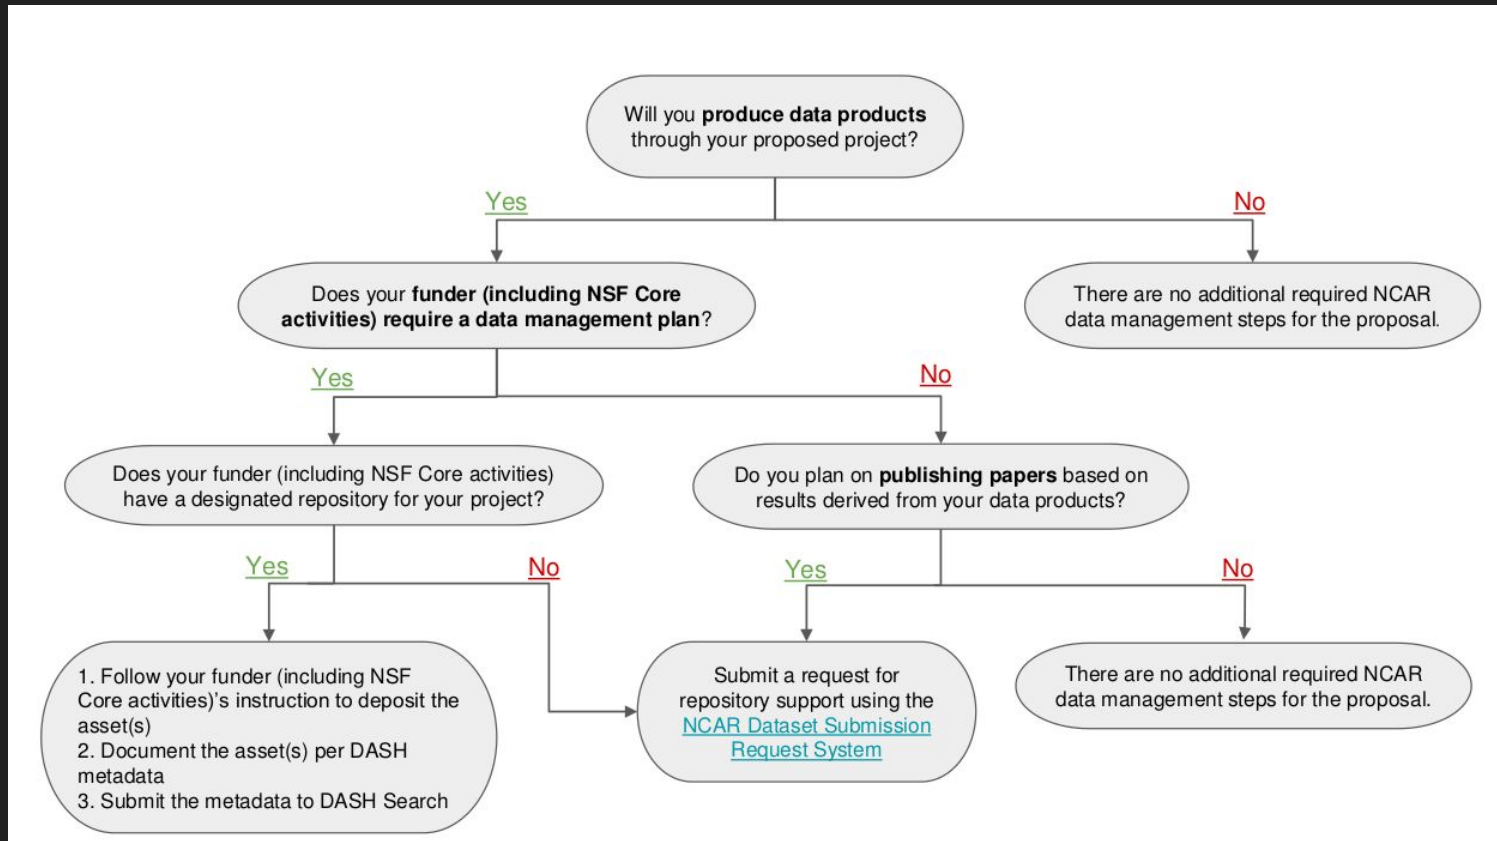 Will you produce data products
through your proposed project?
Yes
No
Does your funder (including NSF Core
activities) require a data management plan?
There are no additional required NCAR
data management steps for the proposal.
Yes
No
Does your funder (including NSF Core activities)
have a designated repository for your project?
Do you plan on publishing papers based on
results derived from your data products?
Yes
No
Yes
No
1. Follow your funder (including NSF
Core activities)'s instruction to deposit the
asset(s)
2. Document the asset(s) per DASH
metadata
3. Submit the metadata to DASH Search
Submit a request for
repository support using the
NCAR Dataset Submission
Request System
There are no additional required NCAR
data management steps for the proposal.